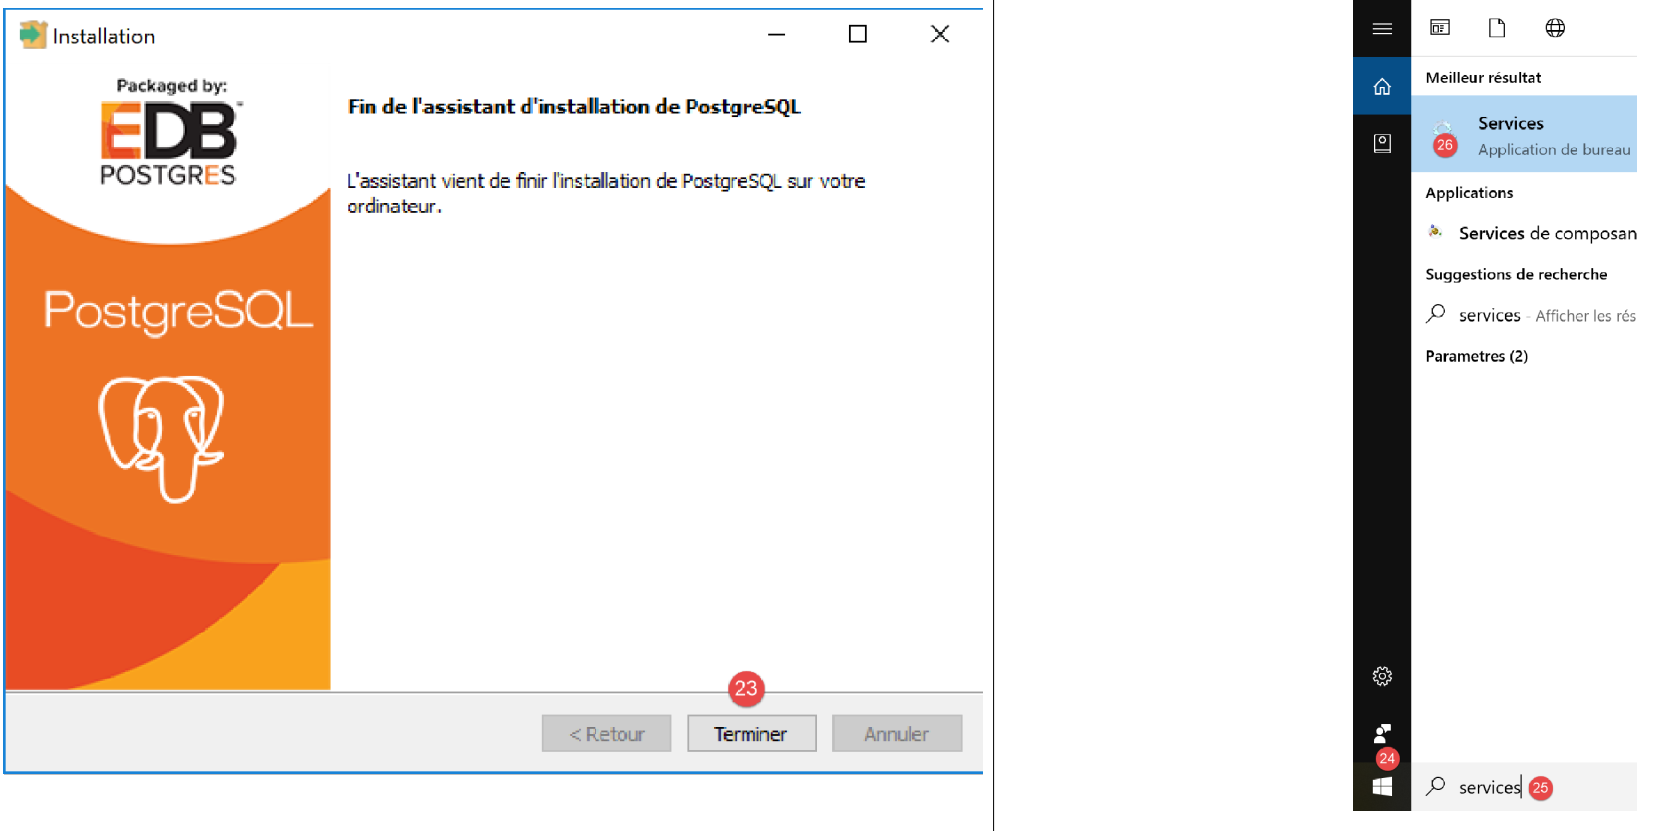 Installation
Packaged by:
EDB™
POSTGRES
PostgreSQL
Fin de l'assistant d'installation de PostgreSQL
L'assistant vient de finir l'installation de PostgreSQL sur votre
ordinateur.
23
< Retour
Terminer
Annuler
Meilleur résultat
Services
26
Application de bureau
Applications
Services de composan
Suggestions de recherche
services - Afficher les rés
Parametres (2)
24
services 25